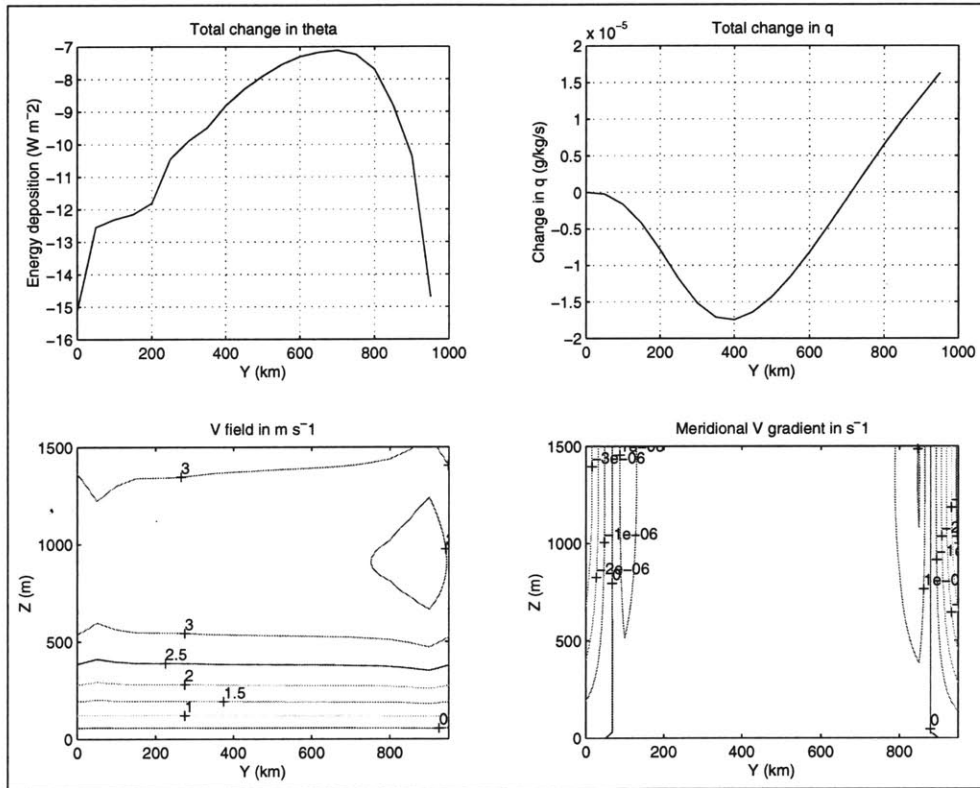 Total change in theta
Energy deposition (W m−2)
−7
−8
−9
−10
−11
−12
−13
−14
−15
−16
0 200 400 600 800 1000
Y (km)
Total change in q
x 10−5
Change in q (g/kg/s)
2
1.5
1
0.5
0
−0.5
−1
−1.5
−2
0 200 400 600 800 1000
Y (km)
V field in m s−1
Z (m)
1500
1000
500
0
3
3
2.5
2
1.5
1
0
0 200 400 600 800
Y (km)
Meridional V gradient in s−1
Z (m)
1500
1000
500
0
−3e−06
−1e−06
−2e−06
0
0
0 200 400 600 800
Y (km)